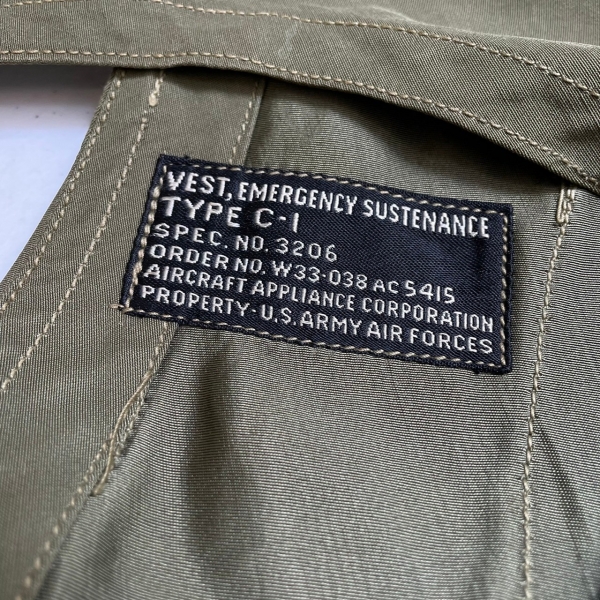 VEST, EMERGENCY SUSTENANCE
TYPE C-1
SPEC. NO. 3206
ORDER NO. W33-038 AC 5415
AIRCRAFT APPLIANCE CORPORATION
PROPERTY-U.S. ARMY AIR FORCES